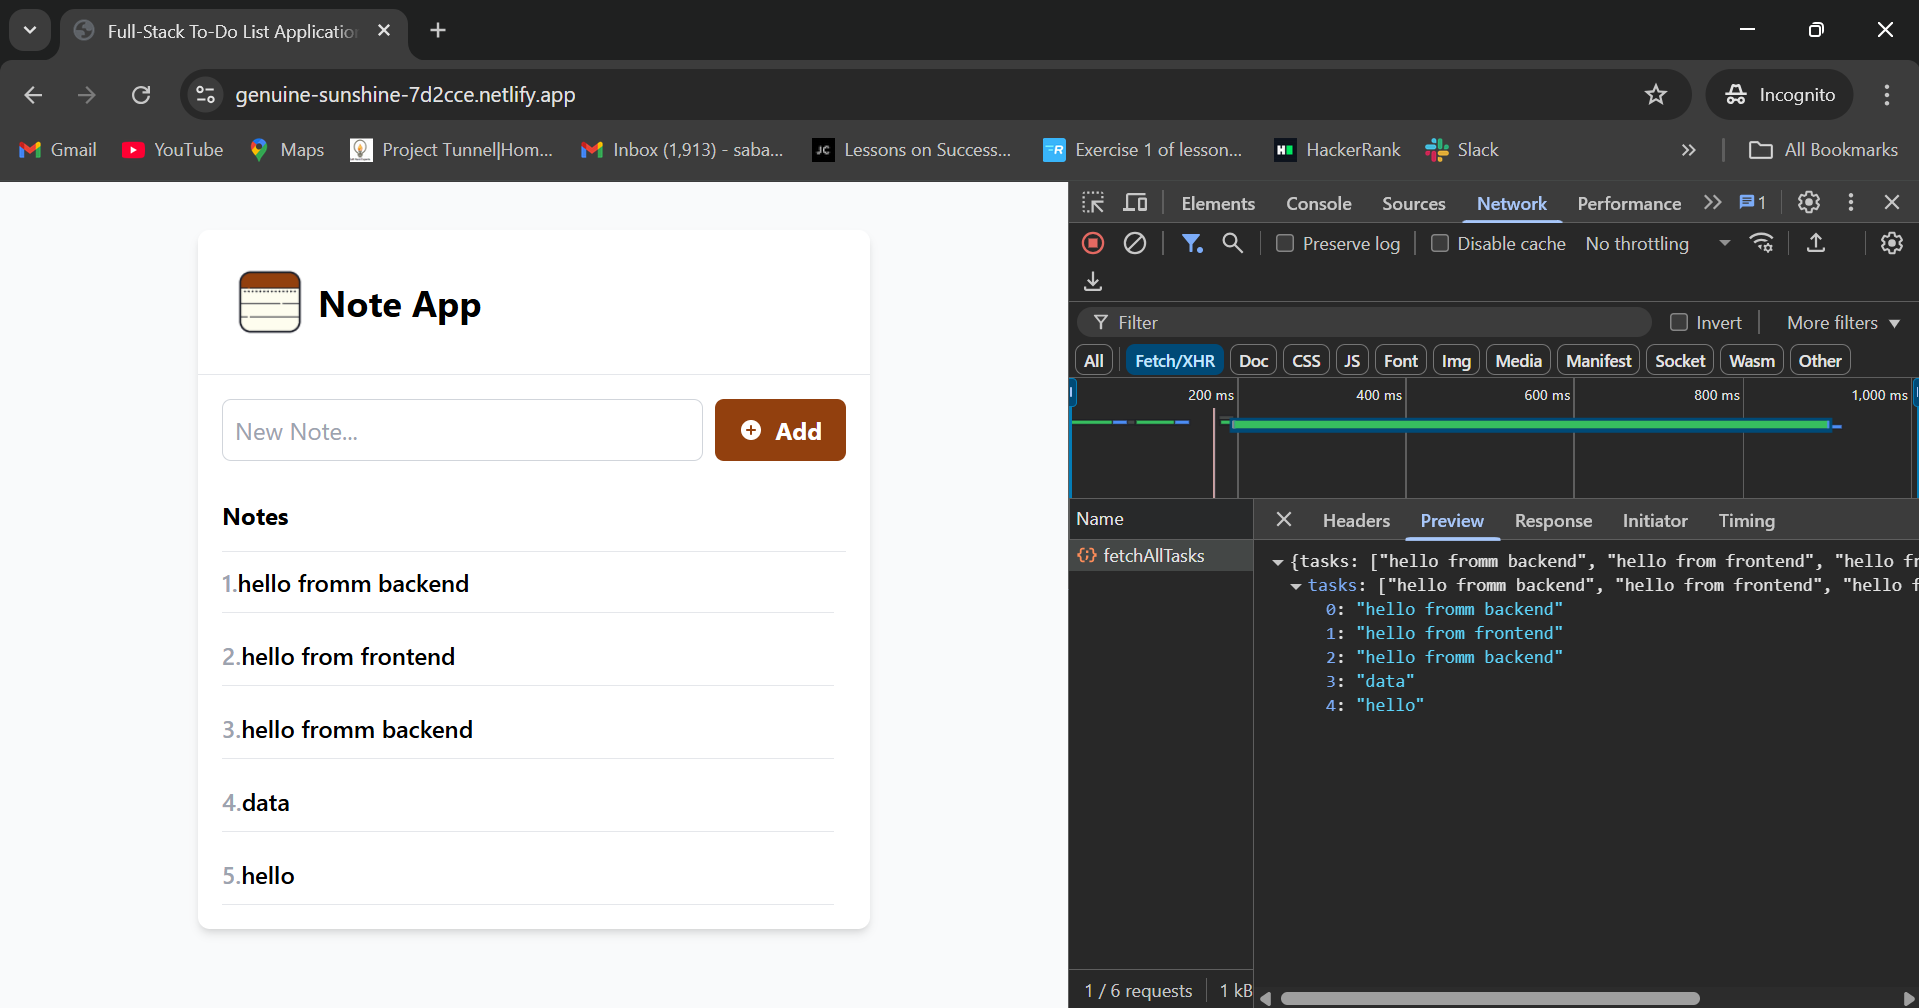 Full-Stack To-Do List Application
genuine-sunshine-7d2cce.netlify.app
Incognito
Gmail
YouTube
Maps
Project Tunnel|Hom...
Inbox (1,913) - saba...
JC
Lessons on Success...
R
Exercise 1 of lesson...
HackerRank
Slack
All Bookmarks
Note App
New Note...
Add
Notes
1.hello fromm backend
2.hello from frontend
3.hello fromm backend
4.data
5.hello
Elements Console Sources Network Performance 1
Preserve log Disable cache No throttling
Filter Invert More filters
All Fetch/XHR Doc CSS JS Font Img Media Manifest Socket Wasm Other
200 ms 400 ms 600 ms 800 ms 1,000 ms
Name
fetchAllTasks
Headers Preview Response Initiator Timing
{tasks: ["hello fromm backend", "hello from frontend", "hello fr
tasks: ["hello fromm backend", "hello from frontend", "hello f
0: "hello fromm backend"
1: "hello from frontend"
2: "hello fromm backend"
3: "data"
4: "hello"
1 / 6 requests 1 kB